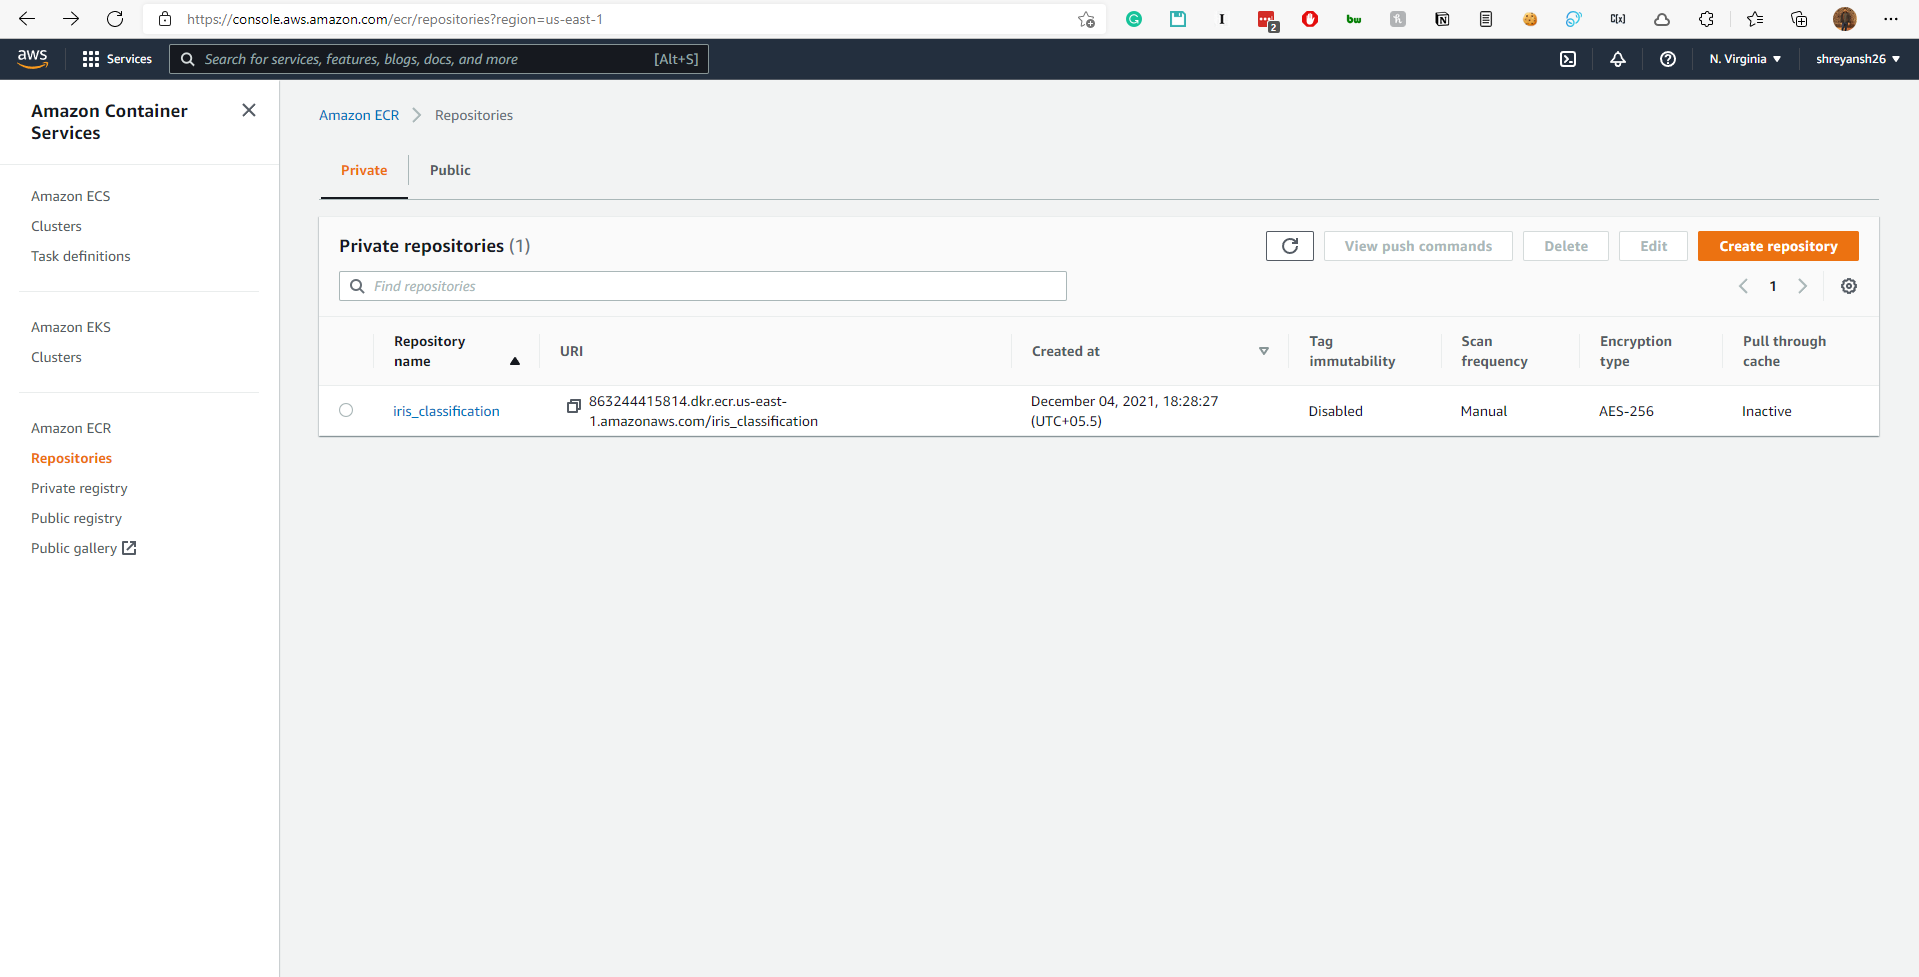 https://console.aws.amazon.com/ecr/repositories?region=us-east-1
2
bw
C[x]
aws
Services
Search for services, features, blogs, docs, and more
[Alt+S]
N. Virginia
shreyansh26
Amazon Container
Services
Amazon ECS
Clusters
Task definitions
Amazon EKS
Clusters
Amazon ECR
Repositories
Private registry
Public registry
Public gallery
Amazon ECR
Repositories
Private
Public
Private repositories (1)
View push commands
Delete
Edit
Create repository
Find repositories
1
Repository
name
URI
Created at
Tag
immutability
Scan
frequency
Encryption
type
Pull through
cache
iris_classification
863244415814.dkr.ecr.us-east-
1.amazonaws.com/iris_classification
December 04, 2021, 18:28:27
(UTC+05.5)
Disabled
Manual
AES-256
Inactive